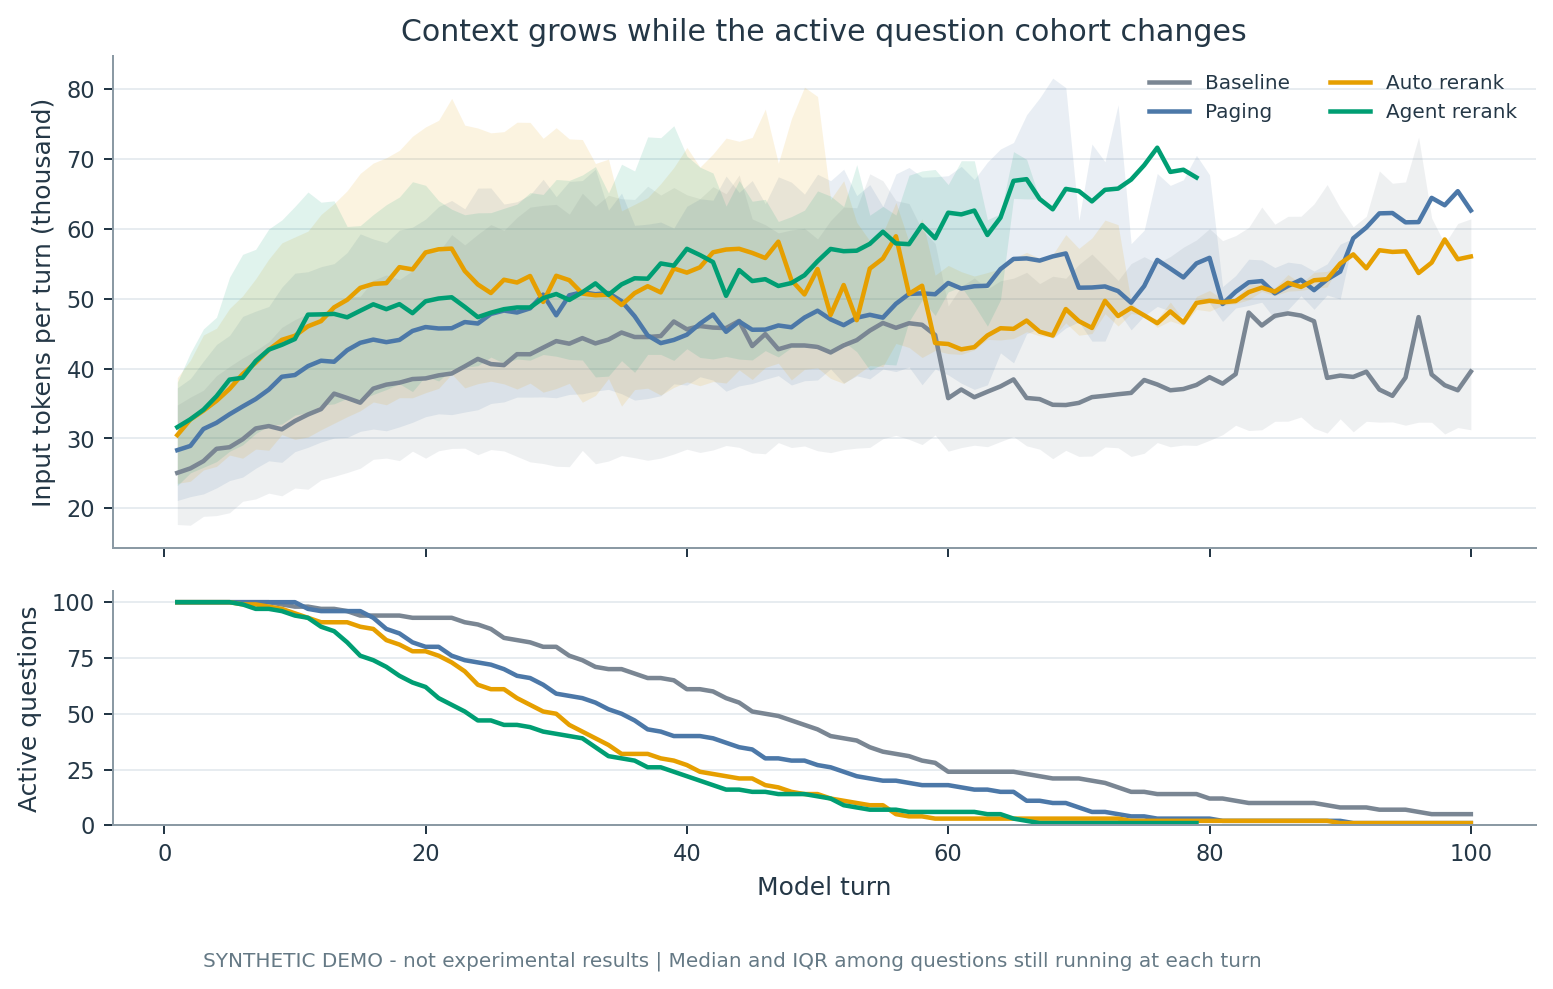 Context grows while the active question cohort changes
Baseline
Paging
Auto rerank
Agent rerank
Input tokens per turn (thousand)
80
70
60
50
40
30
20
Active questions
100
75
50
25
0
0 20 40 60 80 100
Model turn
SYNTHETIC DEMO - not experimental results | Median and IQR among questions still running at each turn